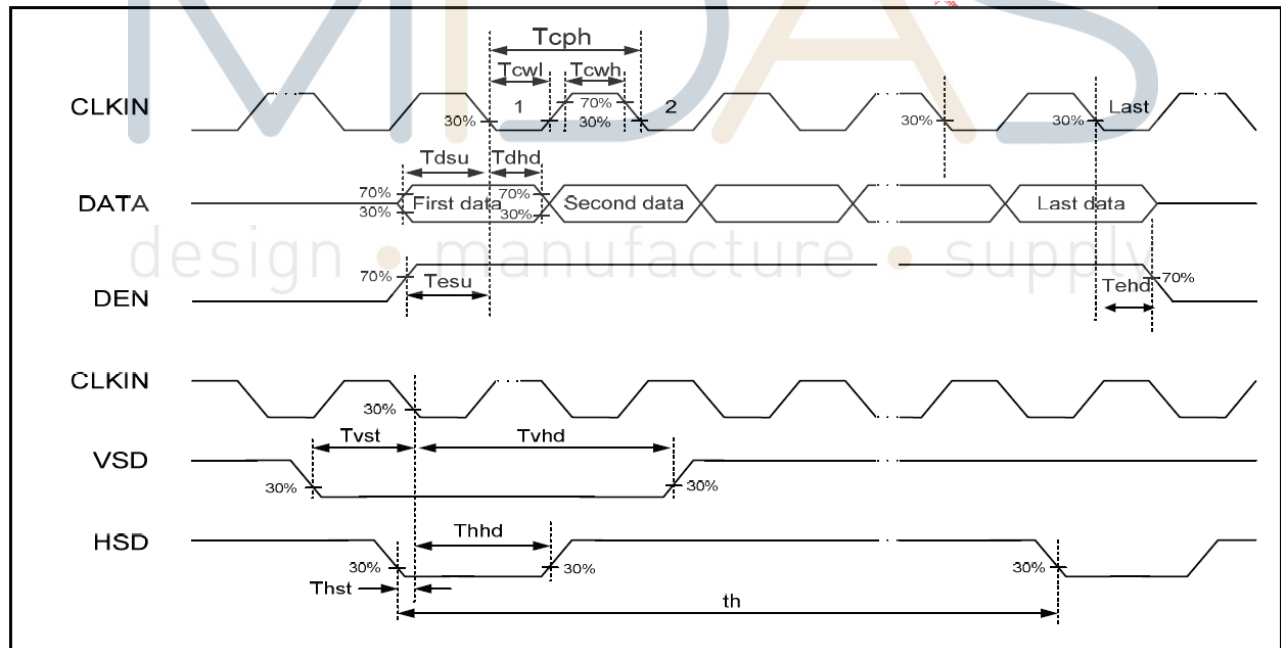 MIDAS
design • manufacture • supply
Tcph
Tcwl Tcwh
CLKIN 30% 1 70% 30% 2 30% 30% Last
Tdsu Tdhd
DATA 70% 30% First data 70% 30% Second data Last data
DEN 70% Tesu Tehd 70%
CLKIN 30%
Tvst Tvhd
VSD 30% 30%
HSD 30% Thhd 30% 30%
Thst
th